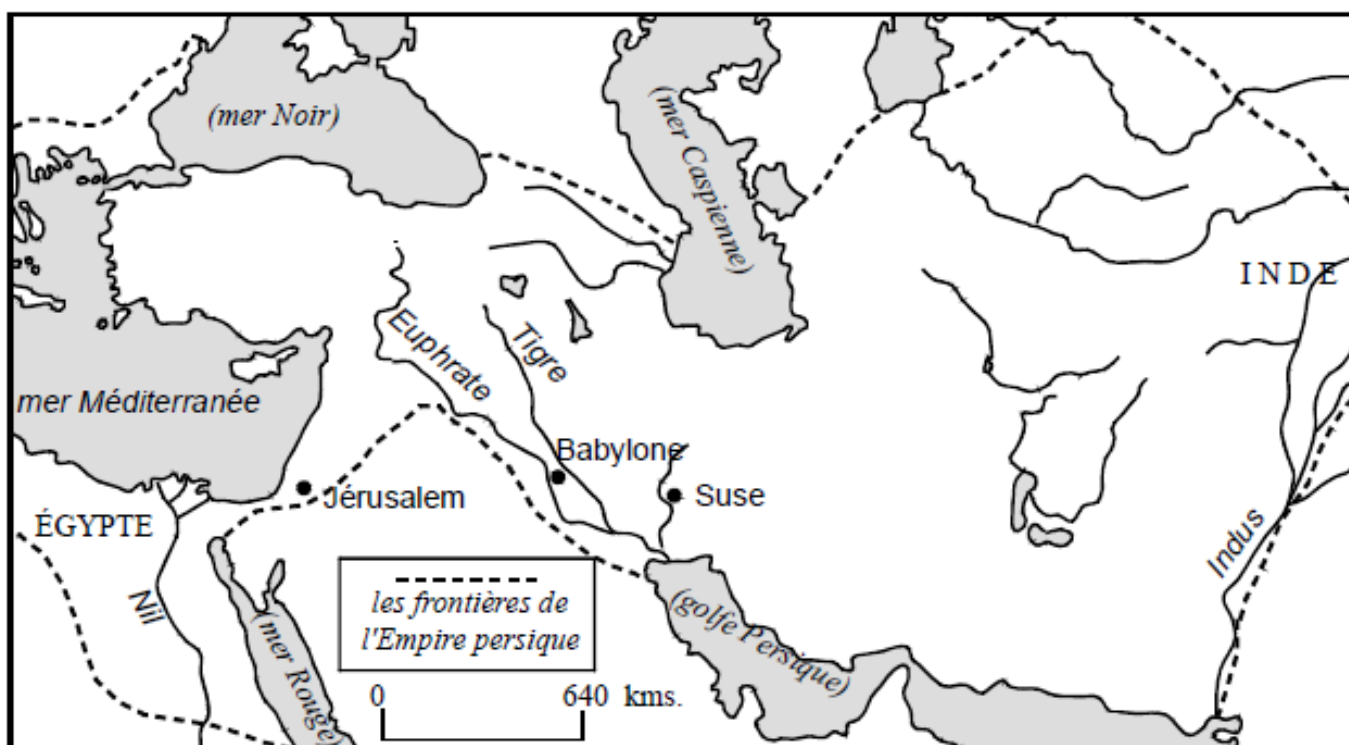 (mer Noir)
(mer Caspienne)
INDE
Euphrate
Tigre
mer Méditerranée
Babylone
Jérusalem
Suse
ÉGYPTE
Indus
Nil
les frontières de
l'Empire persique
(golfe Persique)
(mer Rouge)
0 640 kms.